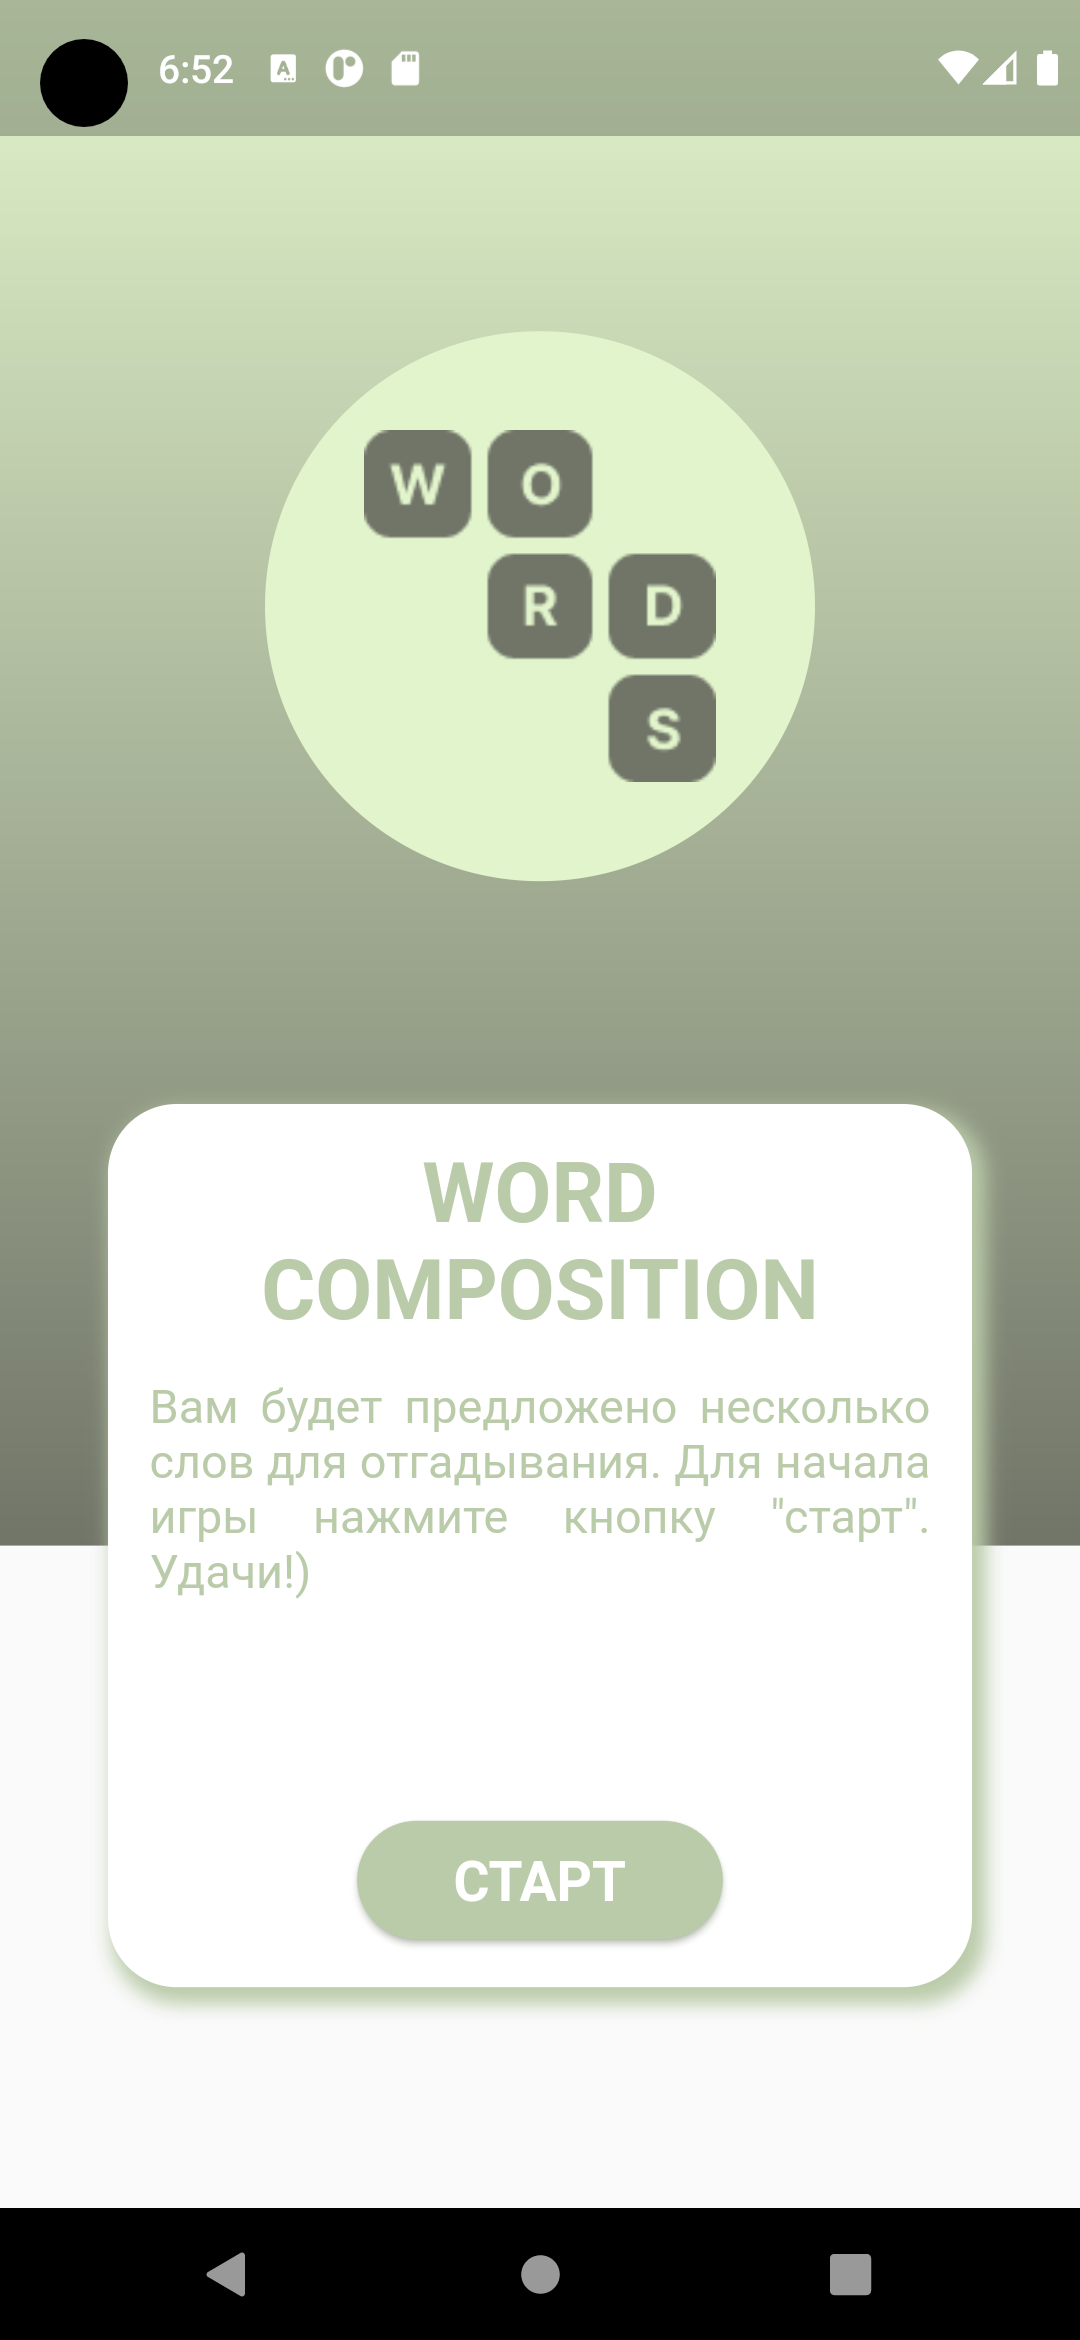 6:52
W O
R D
S
WORD
COMPOSITION
Вам будет предложено несколько
слов для отгадывания. Для начала
игры нажмите кнопку "старт".
Удачи!)
СТАРТ